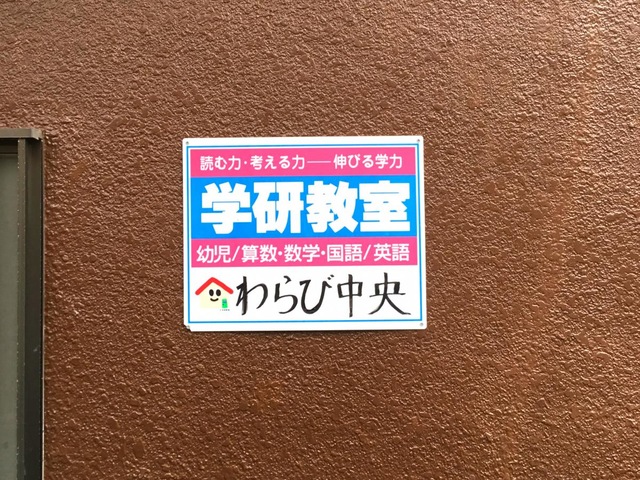 読む力・考える力──伸びる学力
学研教室
幼児/算数・数学・国語/英語
わらび中央